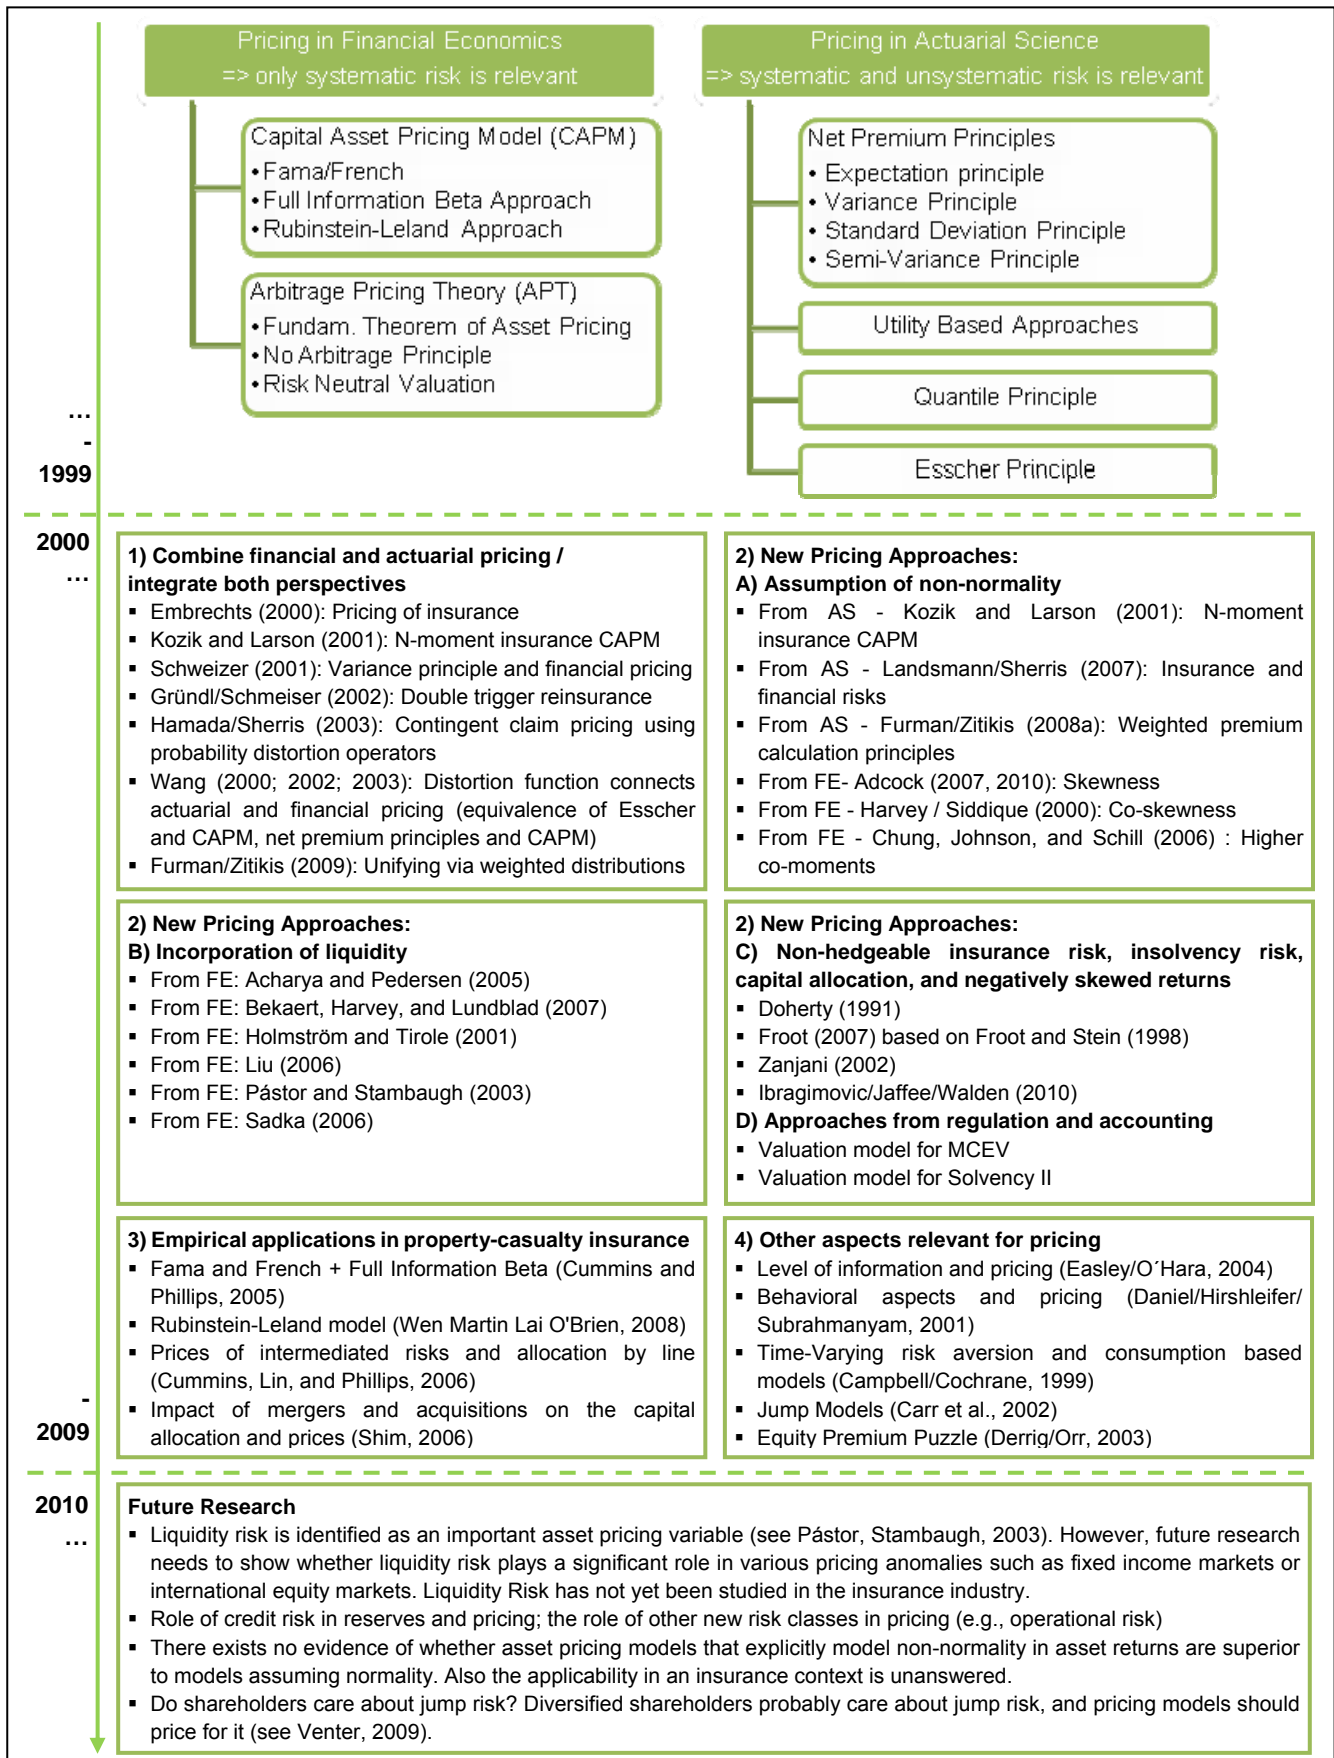 Pricing in Financial Economics
=> only systematic risk is relevant
Capital Asset Pricing Model (CAPM)
• Fama/French
• Full Information Beta Approach
• Rubinstein-Leland Approach
Arbitrage Pricing Theory (APT)
• Fundam. Theorem of Asset Pricing
• No Arbitrage Principle
• Risk Neutral Valuation
Pricing in Actuarial Science
=> systematic and unsystematic risk is relevant
Net Premium Principles
• Expectation principle
• Variance Principle
• Standard Deviation Principle
• Semi-Variance Principle
Utility Based Approaches
Quantile Principle
Esscher Principle
...
-
1999
2000
...
1) Combine financial and actuarial pricing /
integrate both perspectives
▪ Embrechts (2000): Pricing of insurance
▪ Kozik and Larson (2001): N-moment insurance CAPM
▪ Schweizer (2001): Variance principle and financial pricing
▪ Gründl/Schmeiser (2002): Double trigger reinsurance
▪ Hamada/Sherris (2003): Contingent claim pricing using
probability distortion operators
▪ Wang (2000; 2002; 2003): Distortion function connects
actuarial and financial pricing (equivalence of Esscher
and CAPM, net premium principles and CAPM)
▪ Furman/Zitikis (2009): Unifying via weighted distributions
2) New Pricing Approaches:
A) Assumption of non-normality
▪ From AS - Kozik and Larson (2001): N-moment
insurance CAPM
▪ From AS - Landsmann/Sherris (2007): Insurance and
financial risks
▪ From AS - Furman/Zitikis (2008a): Weighted premium
calculation principles
▪ From FE- Adcock (2007, 2010): Skewness
▪ From FE - Harvey / Siddique (2000): Co-skewness
▪ From FE - Chung, Johnson, and Schill (2006) : Higher
co-moments
2) New Pricing Approaches:
B) Incorporation of liquidity
▪ From FE: Acharya and Pedersen (2005)
▪ From FE: Bekaert, Harvey, and Lundblad (2007)
▪ From FE: Holmström and Tirole (2001)
▪ From FE: Liu (2006)
▪ From FE: Pástor and Stambaugh (2003)
▪ From FE: Sadka (2006)
2) New Pricing Approaches:
C) Non-hedgeable insurance risk, insolvency risk,
capital allocation, and negatively skewed returns
▪ Doherty (1991)
▪ Froot (2007) based on Froot and Stein (1998)
▪ Zanjani (2002)
▪ Ibragimovic/Jaffee/Walden (2010)
D) Approaches from regulation and accounting
▪ Valuation model for MCEV
▪ Valuation model for Solvency II
3) Empirical applications in property-casualty insurance
▪ Fama and French + Full Information Beta (Cummins and
Phillips, 2005)
▪ Rubinstein-Leland model (Wen Martin Lai O'Brien, 2008)
▪ Prices of intermediated risks and allocation by line
(Cummins, Lin, and Phillips, 2006)
▪ Impact of mergers and acquisitions on the capital
allocation and prices (Shim, 2006)
4) Other aspects relevant for pricing
▪ Level of information and pricing (Easley/O´Hara, 2004)
▪ Behavioral aspects and pricing (Daniel/Hirshleifer/
Subrahmanyam, 2001)
▪ Time-Varying risk aversion and consumption based
models (Campbell/Cochrane, 1999)
▪ Jump Models (Carr et al., 2002)
▪ Equity Premium Puzzle (Derrig/Orr, 2003)
-
2009
2010
...
Future Research
▪ Liquidity risk is identified as an important asset pricing variable (see Pástor, Stambaugh, 2003). However, future research
needs to show whether liquidity risk plays a significant role in various pricing anomalies such as fixed income markets or
international equity markets. Liquidity Risk has not yet been studied in the insurance industry.
▪ Role of credit risk in reserves and pricing; the role of other new risk classes in pricing (e.g., operational risk)
▪ There exists no evidence of whether asset pricing models that explicitly model non-normality in asset returns are superior
to models assuming normality. Also the applicability in an insurance context is unanswered.
▪ Do shareholders care about jump risk? Diversified shareholders probably care about jump risk, and pricing models should
price for it (see Venter, 2009).